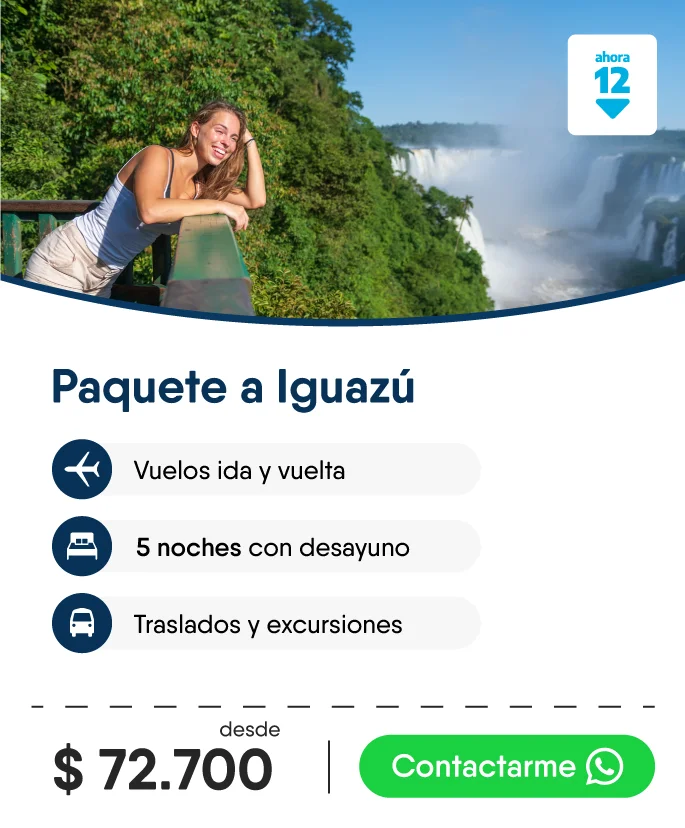 ahora
12
Paquete a Iguazú
Vuelos ida y vuelta
5 noches con desayuno
Traslados y excursiones
desde
$ 72.700
Contactarme